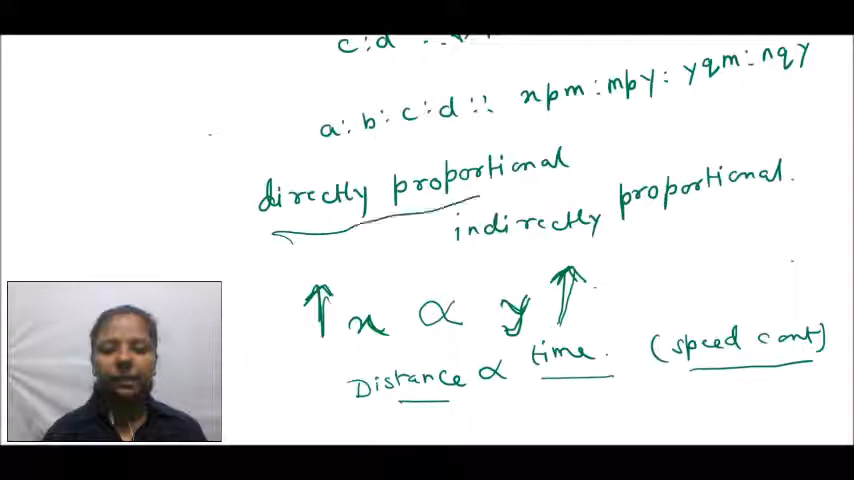 c:d ::
a:b:c:d :: xpm:mpy:yqm:nqy
directly proportional
indirectly proportional.
↑x ∝ y↑
Distance ∝ time. (speed cont)